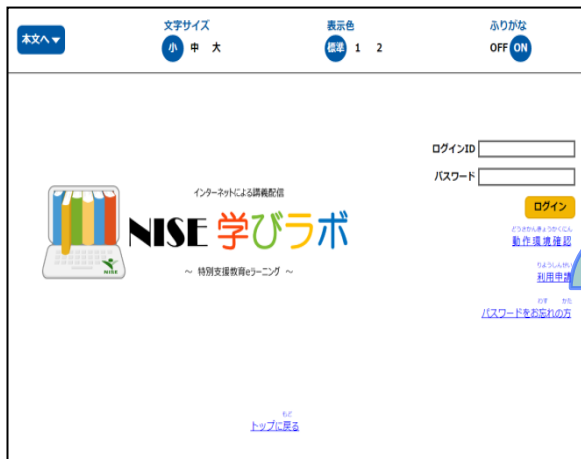 本文へ
文字サイズ
小 中 大
表示色
標準 1 2
ふりがな
OFF ON
ログインID
パスワード
ログイン
どうさかんきょうかくにん
動作環境確認
りようしんせい
利用申請
わす かた
パスワードをお忘れの方
インターネットによる講義配信
NISE 学びラボ
～ 特別支援教育eラーニング ～
NISE
もど
トップに戻る